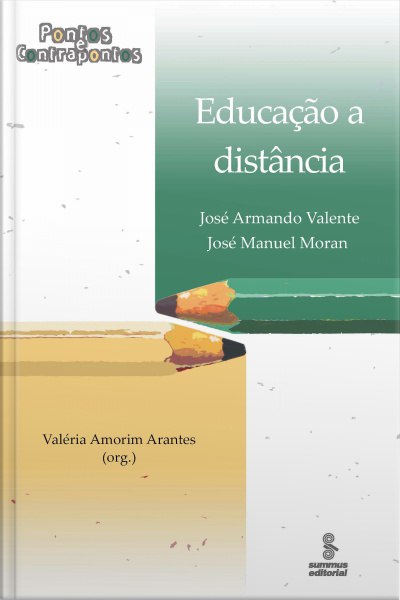 Pontos
e
Contrapontos
Educação a
distância
José Armando Valente
José Manuel Moran
Valéria Amorim Arantes
(org.)
summus
editorial